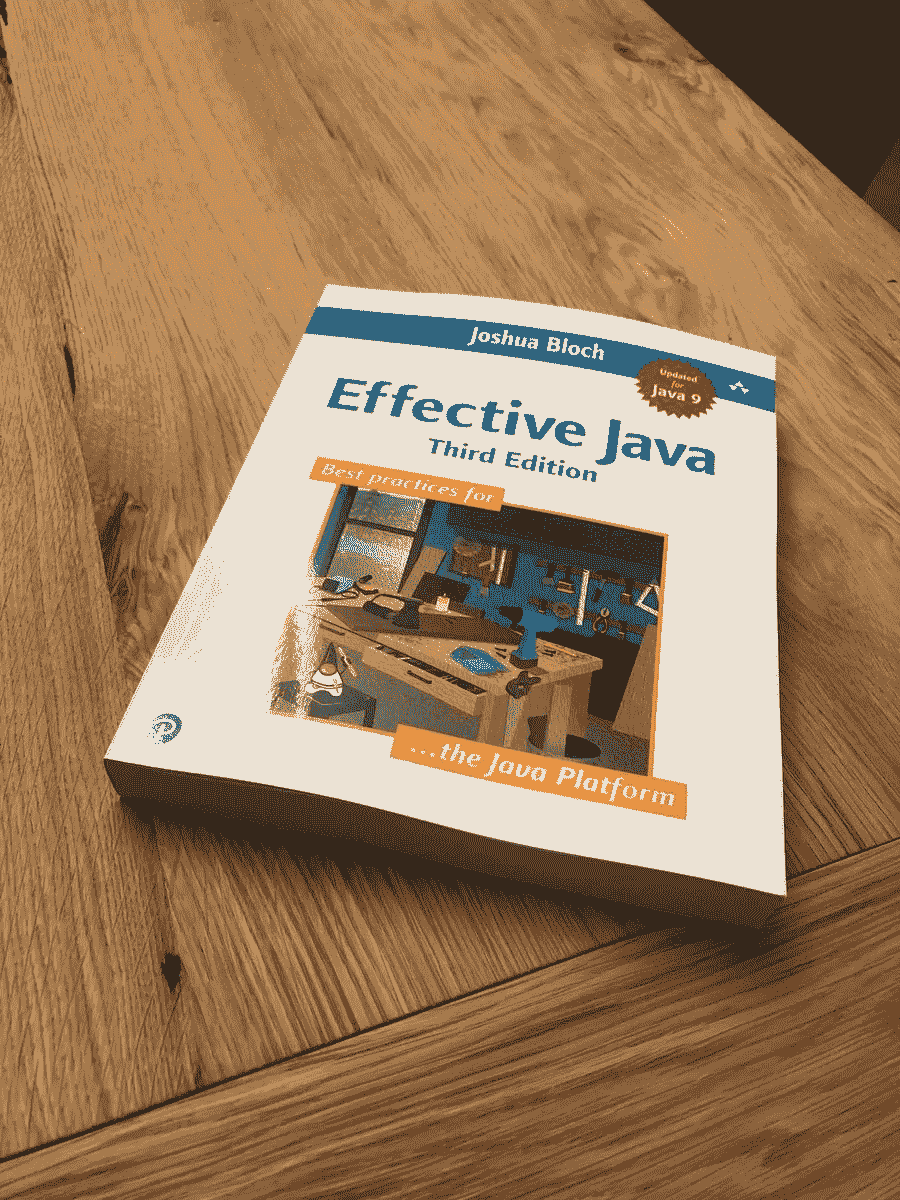 Joshua Bloch
Updated
for
Java 9
Effective Java
Third Edition
Best practices for
...the Java Platform